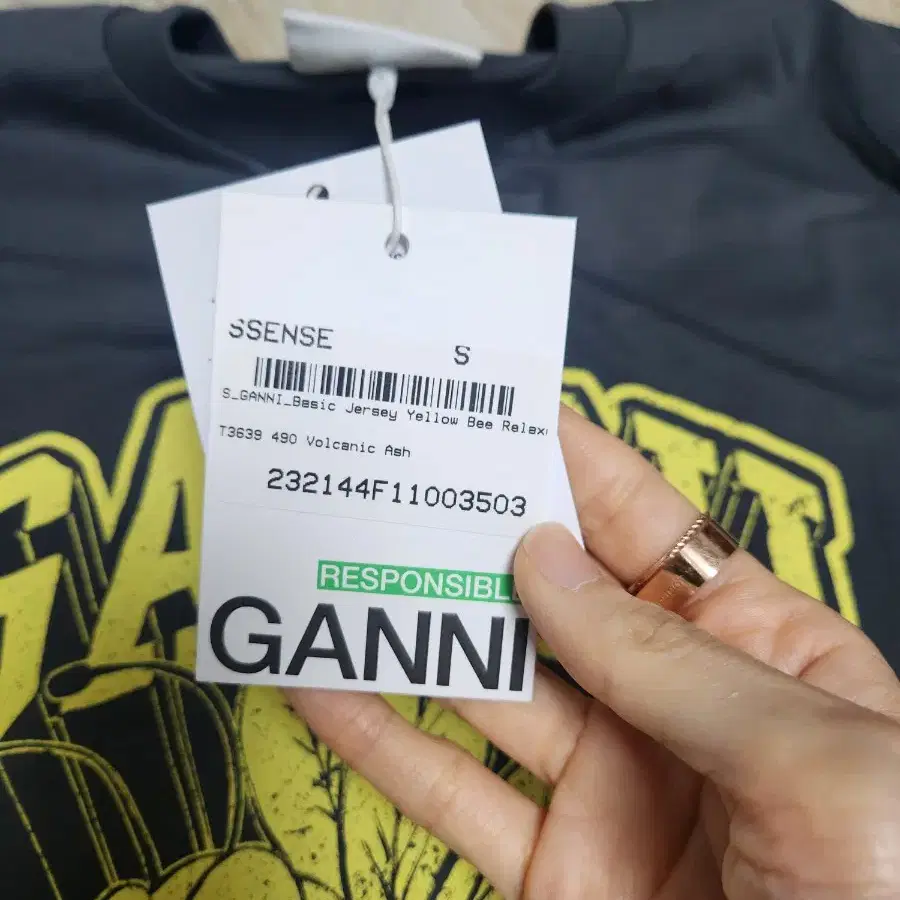 SSENSE
S
S_GANNI_Basic Jersey Yellow Bee Relax
T3639 490 Volcanic Ash
232144F11003503
RESPONSIBL
GANNI